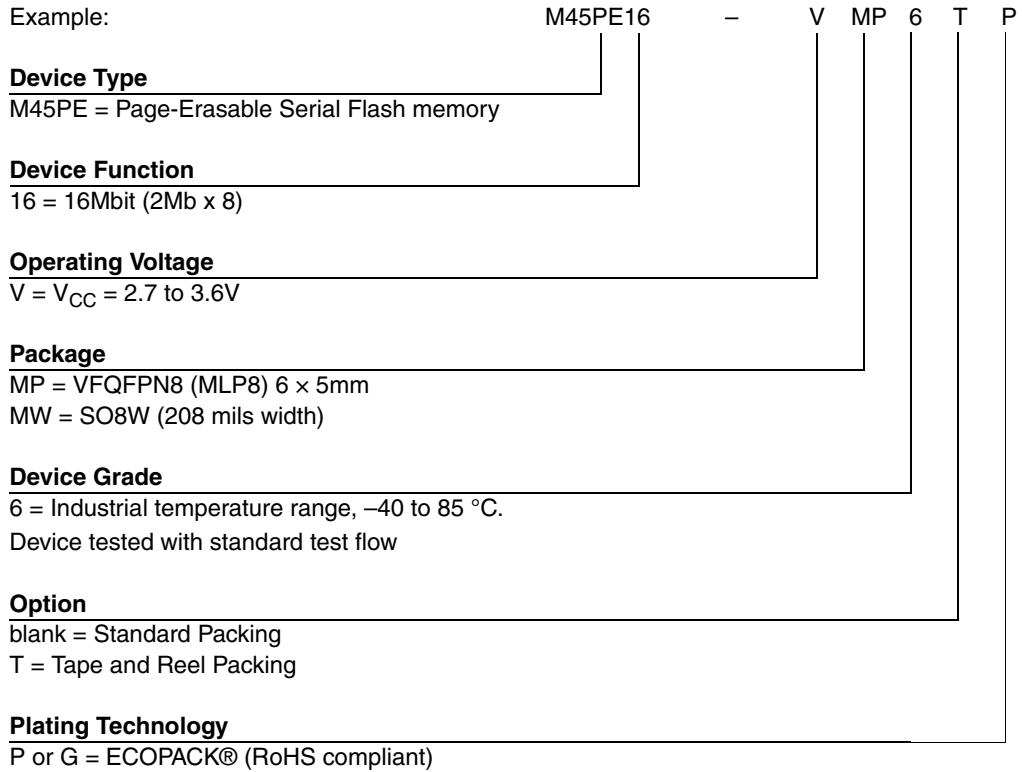 Example: M45PE16 – V MP 6 T P
Device Type
M45PE = Page-Erasable Serial Flash memory
Device Function
16 = 16Mbit (2Mb x 8)
Operating Voltage
V = VCC = 2.7 to 3.6V
Package
MP = VFQFPN8 (MLP8) 6 × 5mm
MW = SO8W (208 mils width)
Device Grade
6 = Industrial temperature range, –40 to 85 °C.
Device tested with standard test flow
Option
blank = Standard Packing
T = Tape and Reel Packing
Plating Technology
P or G = ECOPACK® (RoHS compliant)